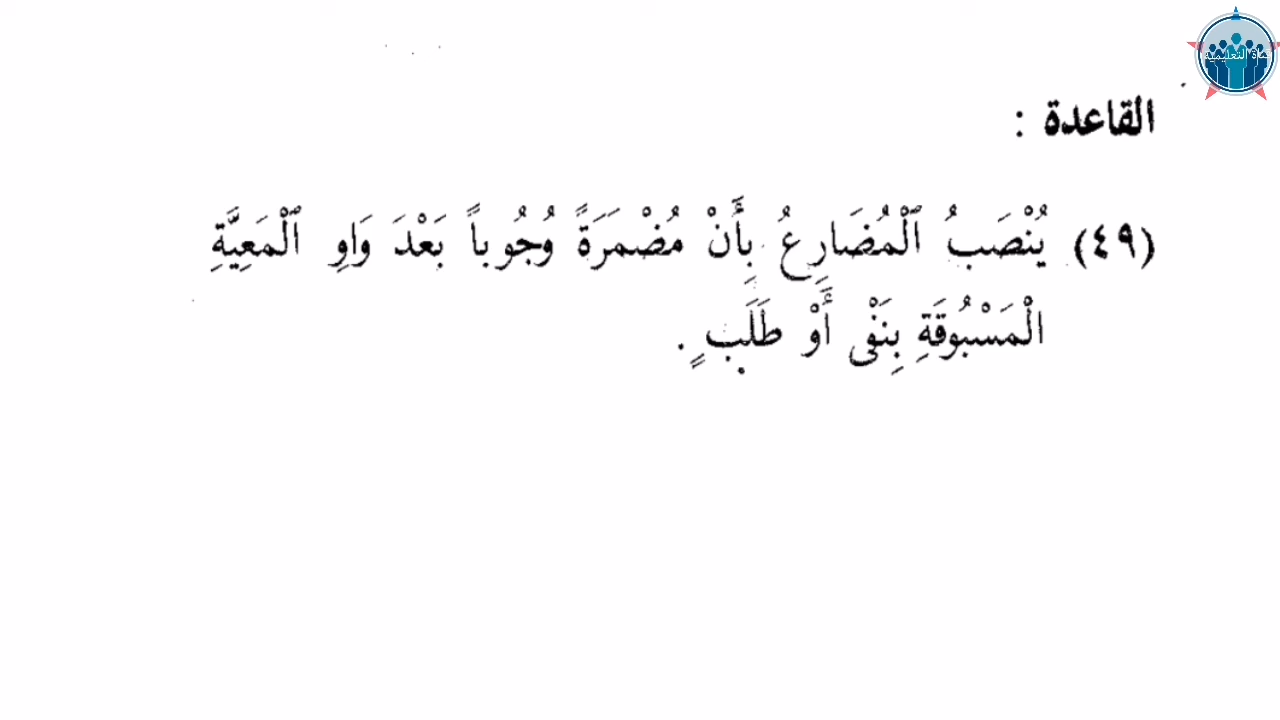 القاعدة :
(٤٩) يُنْصَبُ ٱلْمُضَارِعُ بِأَنْ مُضْمَرَةً وُجُوباً بَعْدَ وَاوِ ٱلْمَعِيَّةِ
الْمَسْبُوقَةِ بِنَفْى أَوْ طَلَبٍ .